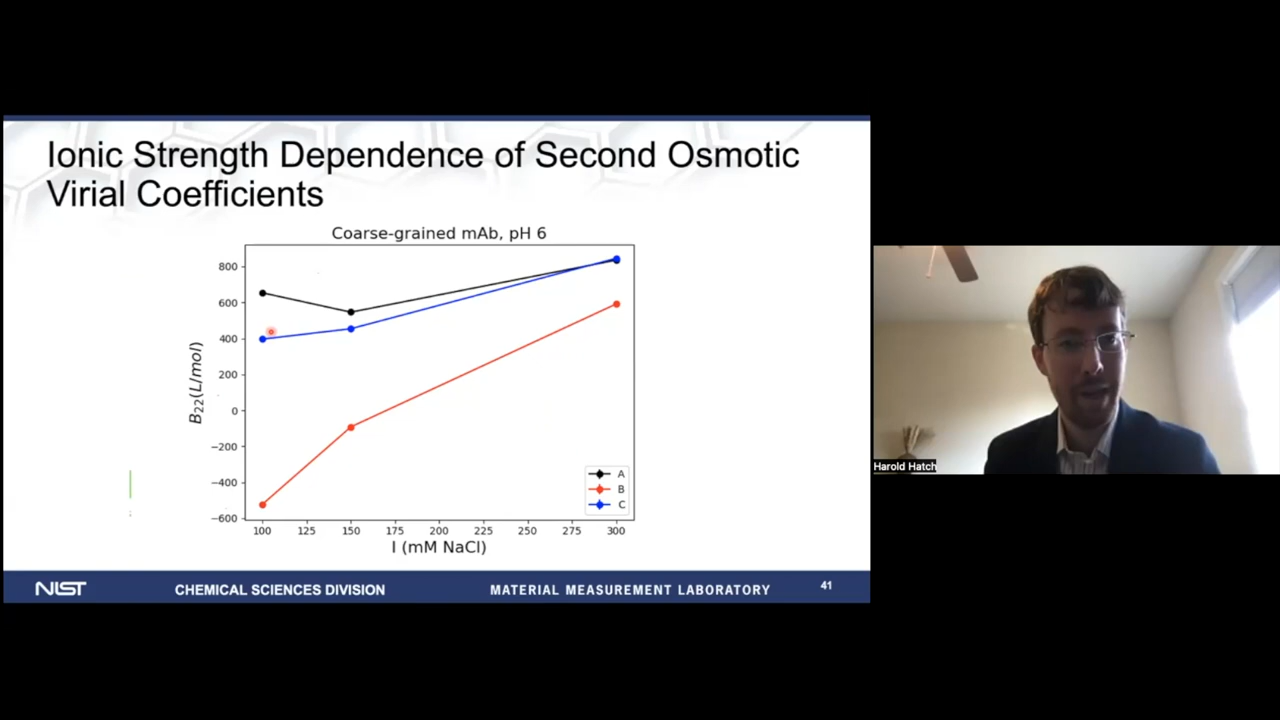 Ionic Strength Dependence of Second Osmotic
Virial Coefficients
Coarse-grained mAb, pH 6
B22(L/mol)
800
600
400
200
0
−200
−400
−600
100 125 150 175 200 225 250 275 300
I (mM NaCl)
A
B
C
NIST CHEMICAL SCIENCES DIVISION MATERIAL MEASUREMENT LABORATORY 41
Harold Hatch